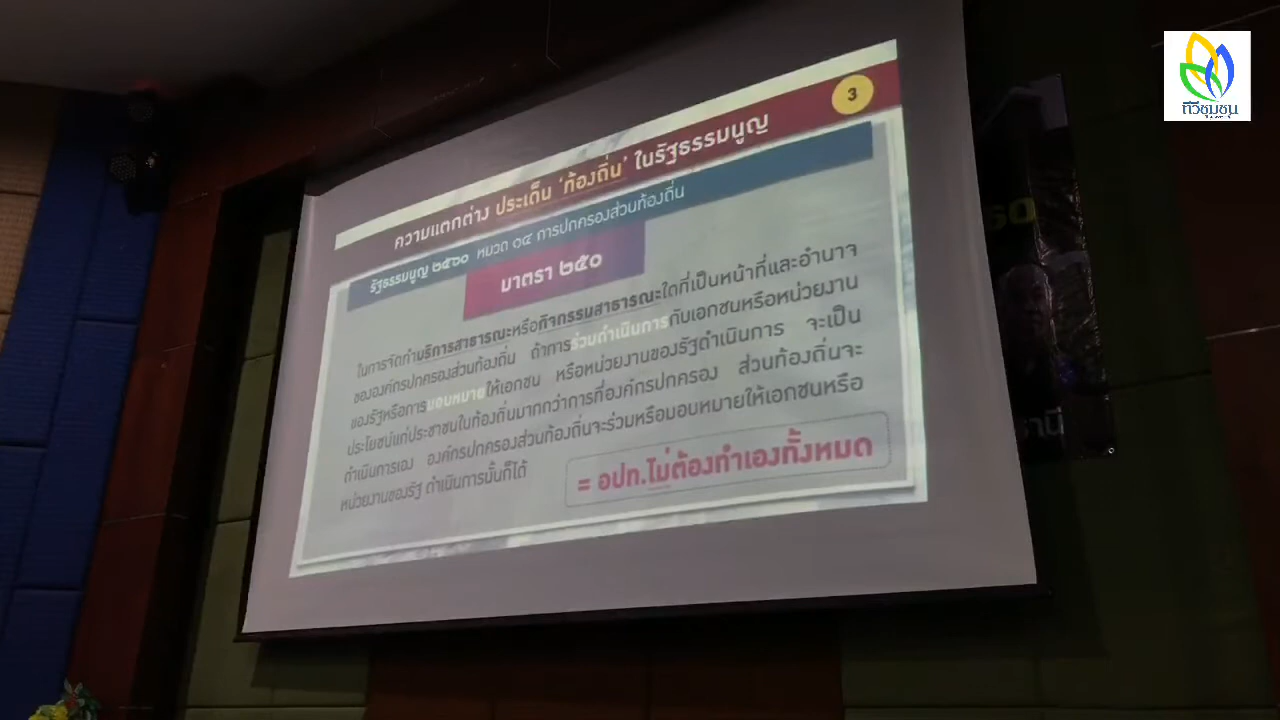 3
ความแตกต่าง ประเด็น 'ท้องถิ่น' ในรัฐธรรมนูญ
รัฐธรรมนูญ ๒๕๖๐ หมวด ๑๔ การปกครองส่วนท้องถิ่น
มาตรา ๒๕๐
ในการจัดทำบริการสาธารณะหรือกิจกรรมสาธารณะใดที่เป็นหน้าที่และอำนาจ
ขององค์กรปกครองส่วนท้องถิ่น ถ้าการร่วมดำเนินการกับเอกชนหรือหน่วยงาน
ของรัฐหรือการมอบหมายให้เอกชน หรือหน่วยงานของรัฐดำเนินการ จะเป็น
ประโยชน์แก่ประชาชนในท้องถิ่นมากกว่าการที่องค์กรปกครอง ส่วนท้องถิ่นจะ
ดำเนินการเอง องค์กรปกครองส่วนท้องถิ่นจะร่วมหรือมอบหมายให้เอกชนหรือ
หน่วยงานของรัฐ ดำเนินการนั้นก็ได้
= อปท.ไม่ต้องทำเองทั้งหมด
ทีวีชุมชน